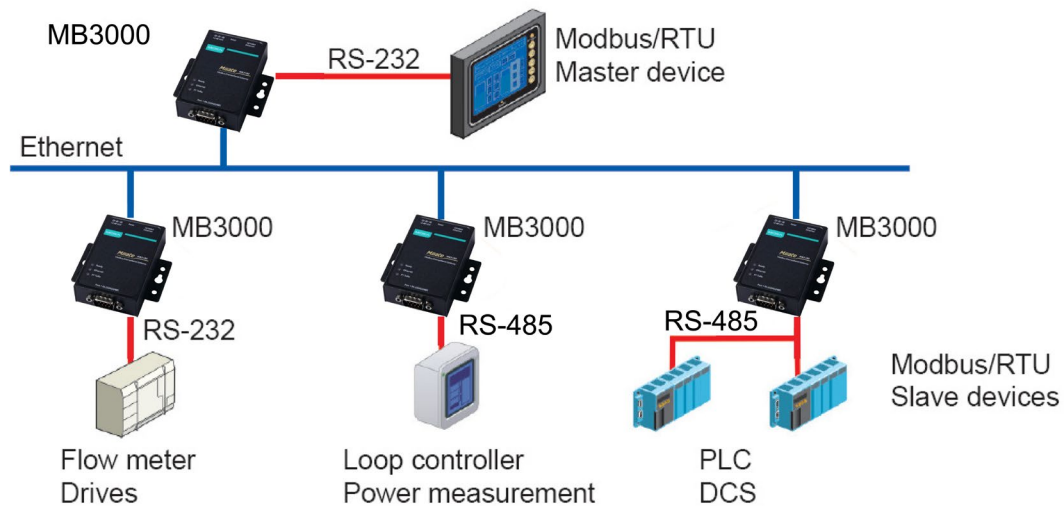 MB3000
RS-232
Modbus/RTU
Master device
Ethernet
MB3000
MB3000
MB3000
RS-232
RS-485
RS-485
Modbus/RTU
Slave devices
Flow meter
Drives
Loop controller
Power measurement
PLC
DCS